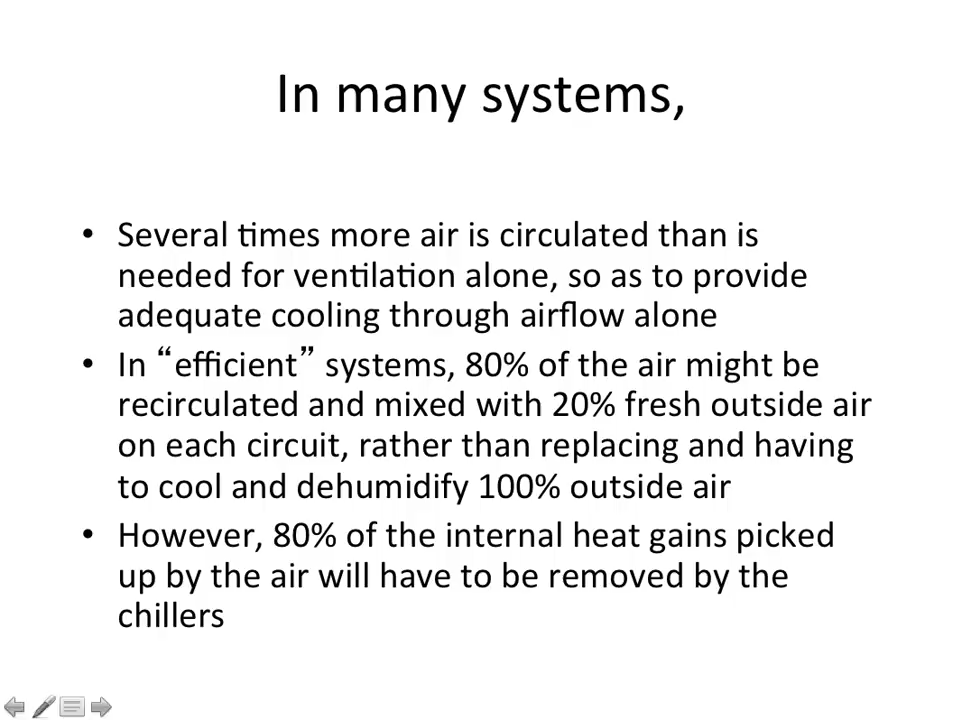 In many systems,
• Several times more air is circulated than is
needed for ventilation alone, so as to provide
adequate cooling through airflow alone
• In “efficient” systems, 80% of the air might be
recirculated and mixed with 20% fresh outside air
on each circuit, rather than replacing and having
to cool and dehumidify 100% outside air
• However, 80% of the internal heat gains picked
up by the air will have to be removed by the
chillers